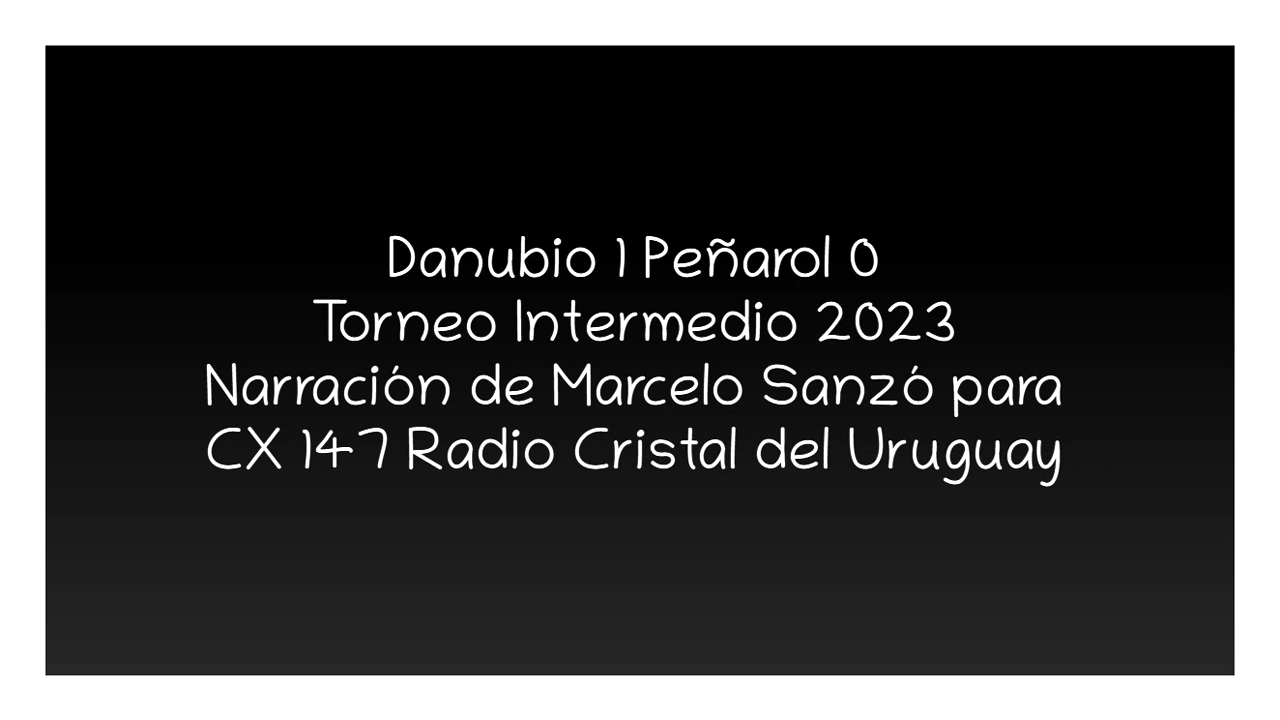 Danubio 1 Peñarol 0
Torneo Intermedio 2023
Narración de Marcelo Sanzó para
CX 147 Radio Cristal del Uruguay